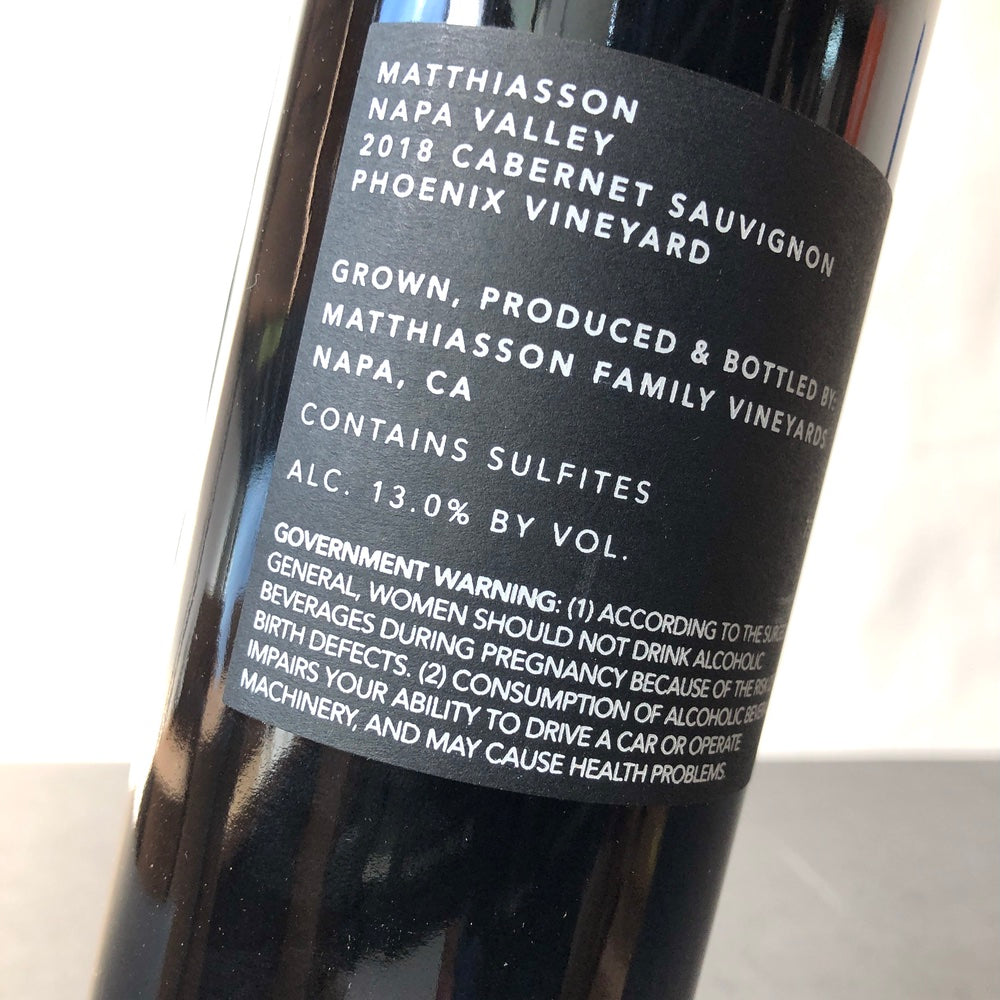 MATTHIASSON
NAPA VALLEY
2018 CABERNET SAUVIGNON
PHOENIX VINEYARD
GROWN, PRODUCED & BOTTLED BY:
MATTHIASSON FAMILY VINEYARDS
NAPA, CA
CONTAINS SULFITES
ALC. 13.0% BY VOL.
GOVERNMENT WARNING: (1) ACCORDING TO THE
GENERAL, WOMEN SHOULD NOT DRINK ALCOHOLIC
BEVERAGES DURING PREGNANCY BECAUSE OF THE RISK
BIRTH DEFECTS. (2) CONSUMPTION OF ALCOHOLIC
IMPAIRS YOUR ABILITY TO DRIVE A CAR OR OPERATE
MACHINERY, AND MAY CAUSE HEALTH PROBLEMS.